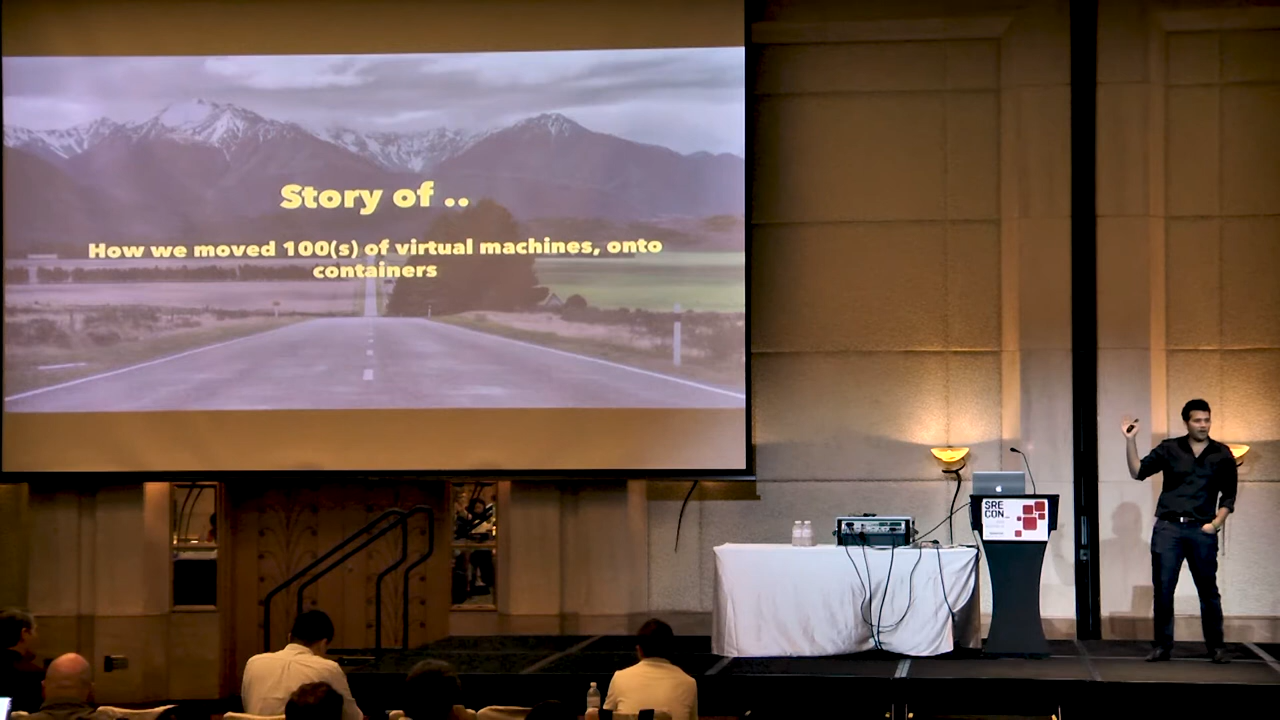 Story of ..
How we moved 100(s) of virtual machines, onto
containers
SRE
CON